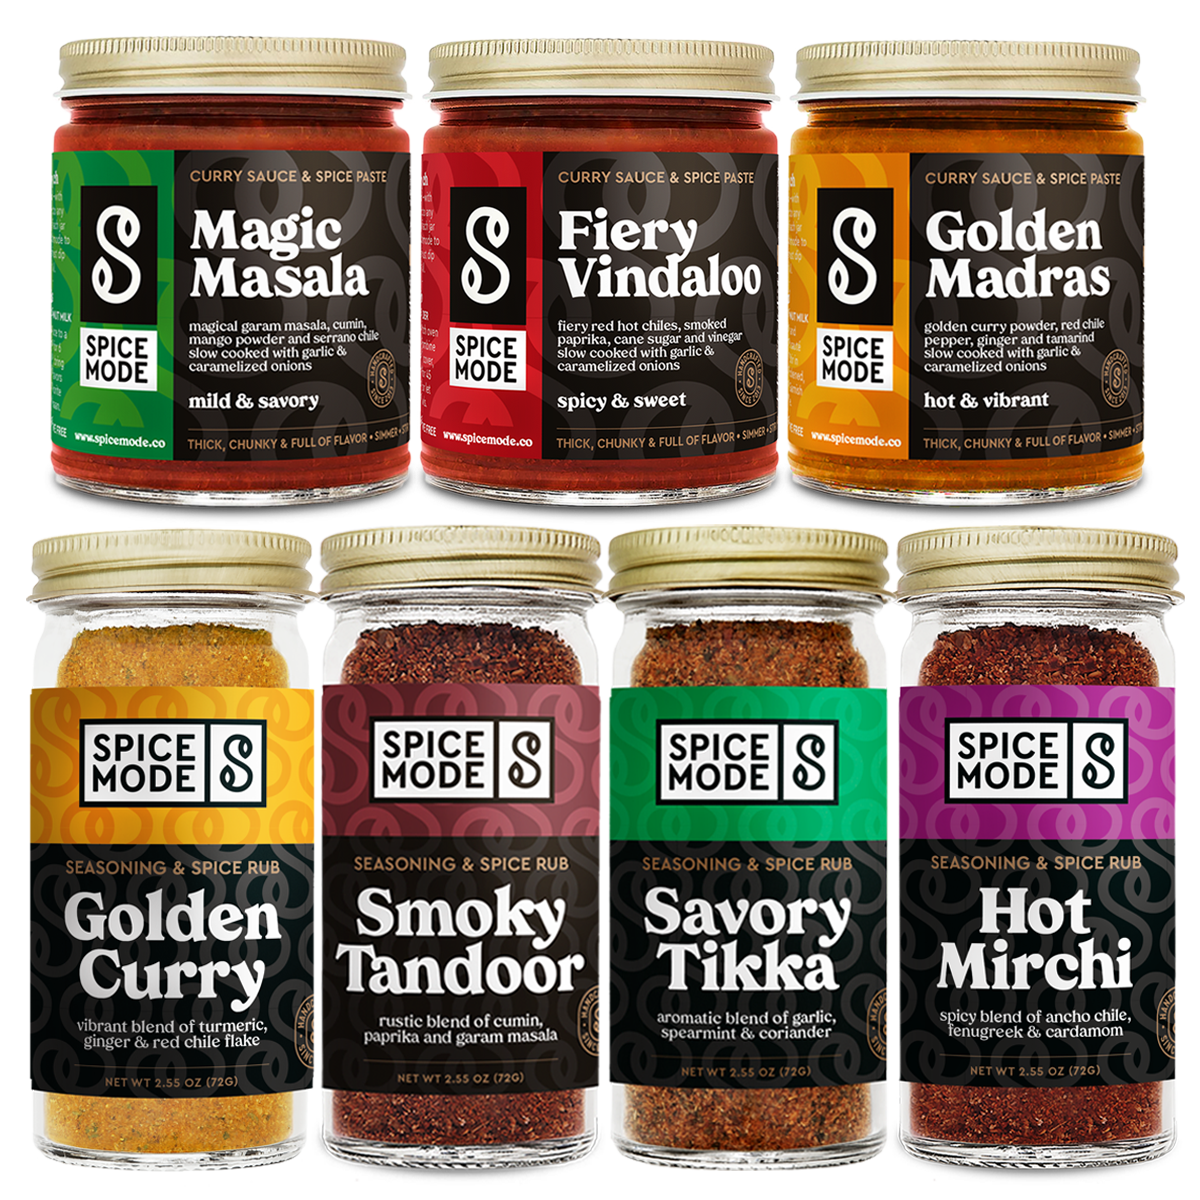 CURRY SAUCE & SPICE PASTE
Magic
Masala
magical garam masala, cumin,
mango powder and serrano chile
slow cooked with garlic &
caramelized onions
mild & savory
SPICE
MODE
www.spicemode.co
THICK, CHUNKY & FULL OF FLAVOR • SIMMER •
CURRY SAUCE & SPICE PASTE
Fiery
Vindaloo
fiery red hot chiles, smoked
paprika, cane sugar and vinegar
slow cooked with garlic &
caramelized onions
spicy & sweet
SPICE
MODE
www.spicemode.co
THICK, CHUNKY & FULL OF FLAVOR • SIMMER •
CURRY SAUCE & SPICE PASTE
Golden
Madras
golden curry powder, red chile
pepper, ginger and tamarind
slow cooked with garlic &
caramelized onions
hot & vibrant
SPICE
MODE
www.spicemode.co
THICK, CHUNKY & FULL OF FLAVOR • SIMMER •
SPICE
MODE
SEASONING & SPICE RUB
Golden
Curry
vibrant blend of turmeric,
ginger & red chile flake
NET WT 2.55 OZ (72G)
SPICE
MODE
SEASONING & SPICE RUB
Smoky
Tandoor
rustic blend of cumin,
paprika and garam masala
NET WT 2.55 OZ (72G)
SPICE
MODE
SEASONING & SPICE RUB
Savory
Tikka
aromatic blend of garlic,
spearmint & coriander
NET WT 2.55 OZ (72G)
SPICE
MODE
SEASONING & SPICE RUB
Hot
Mirchi
spicy blend of ancho chile,
fenugreek & cardamom
NET WT 2.55 OZ (72G)